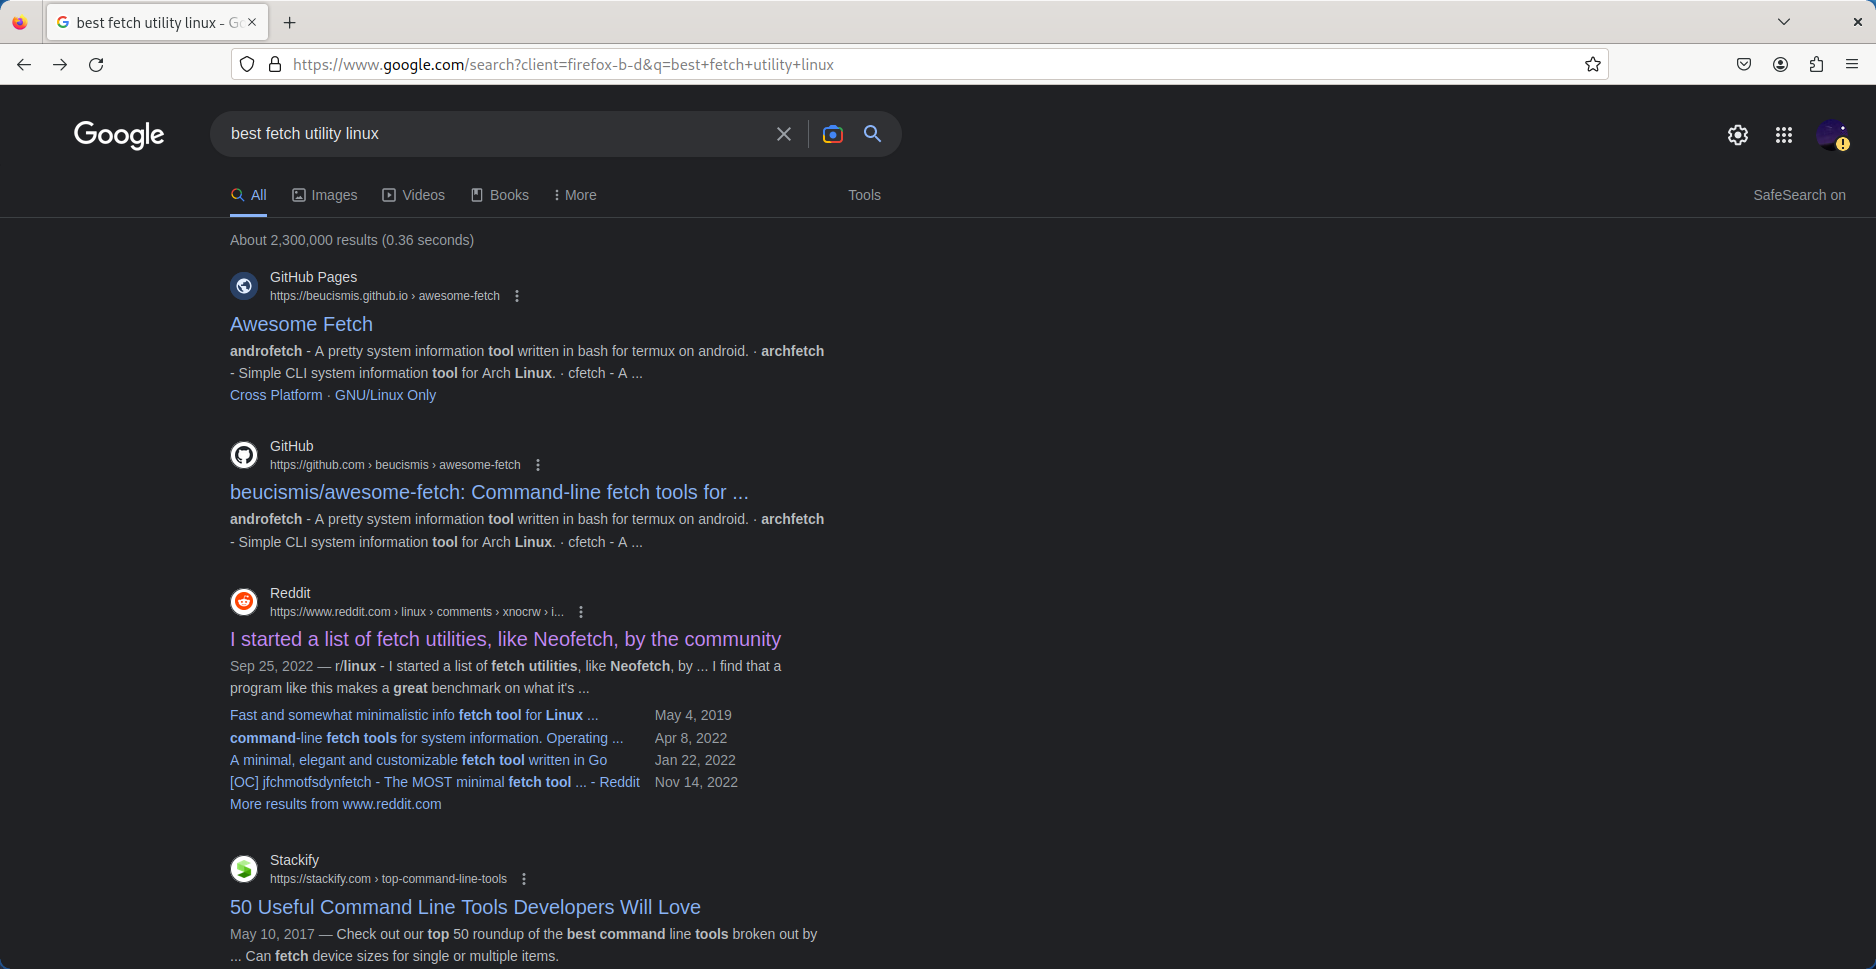 best fetch utility linux - Go
https://www.google.com/search?client=firefox-b-d&q=best+fetch+utility+linux
Google
best fetch utility linux
All Images Videos Books More Tools SafeSearch on
About 2,300,000 results (0.36 seconds)
GitHub Pages
https://beucismis.github.io › awesome-fetch
Awesome Fetch
androfetch - A pretty system information tool written in bash for termux on android. · archfetch
- Simple CLI system information tool for Arch Linux. · cfetch - A ...
Cross Platform · GNU/Linux Only
GitHub
https://github.com › beucismis › awesome-fetch
beucismis/awesome-fetch: Command-line fetch tools for ...
androfetch - A pretty system information tool written in bash for termux on android. · archfetch
- Simple CLI system information tool for Arch Linux. · cfetch - A ...
Reddit
https://www.reddit.com › linux › comments › xnocrw › i...
I started a list of fetch utilities, like Neofetch, by the community
Sep 25, 2022 — r/linux - I started a list of fetch utilities, like Neofetch, by ... I find that a
program like this makes a great benchmark on what it's ...
Fast and somewhat minimalistic info fetch tool for Linux ... May 4, 2019
command-line fetch tools for system information. Operating ... Apr 8, 2022
A minimal, elegant and customizable fetch tool written in Go Jan 22, 2022
[OC] jfchmotfsdynfetch - The MOST minimal fetch tool ... - Reddit Nov 14, 2022
More results from www.reddit.com
Stackify
https://stackify.com › top-command-line-tools
50 Useful Command Line Tools Developers Will Love
May 10, 2017 — Check out our top 50 roundup of the best command line tools broken out by
... Can fetch device sizes for single or multiple items.